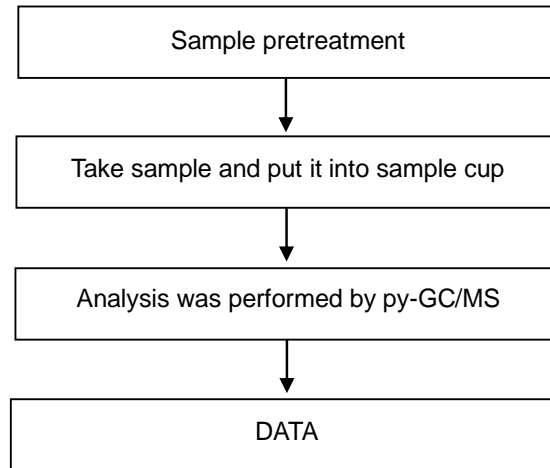 Sample pretreatment
Take sample and put it into sample cup
Analysis was performed by py-GC/MS
DATA